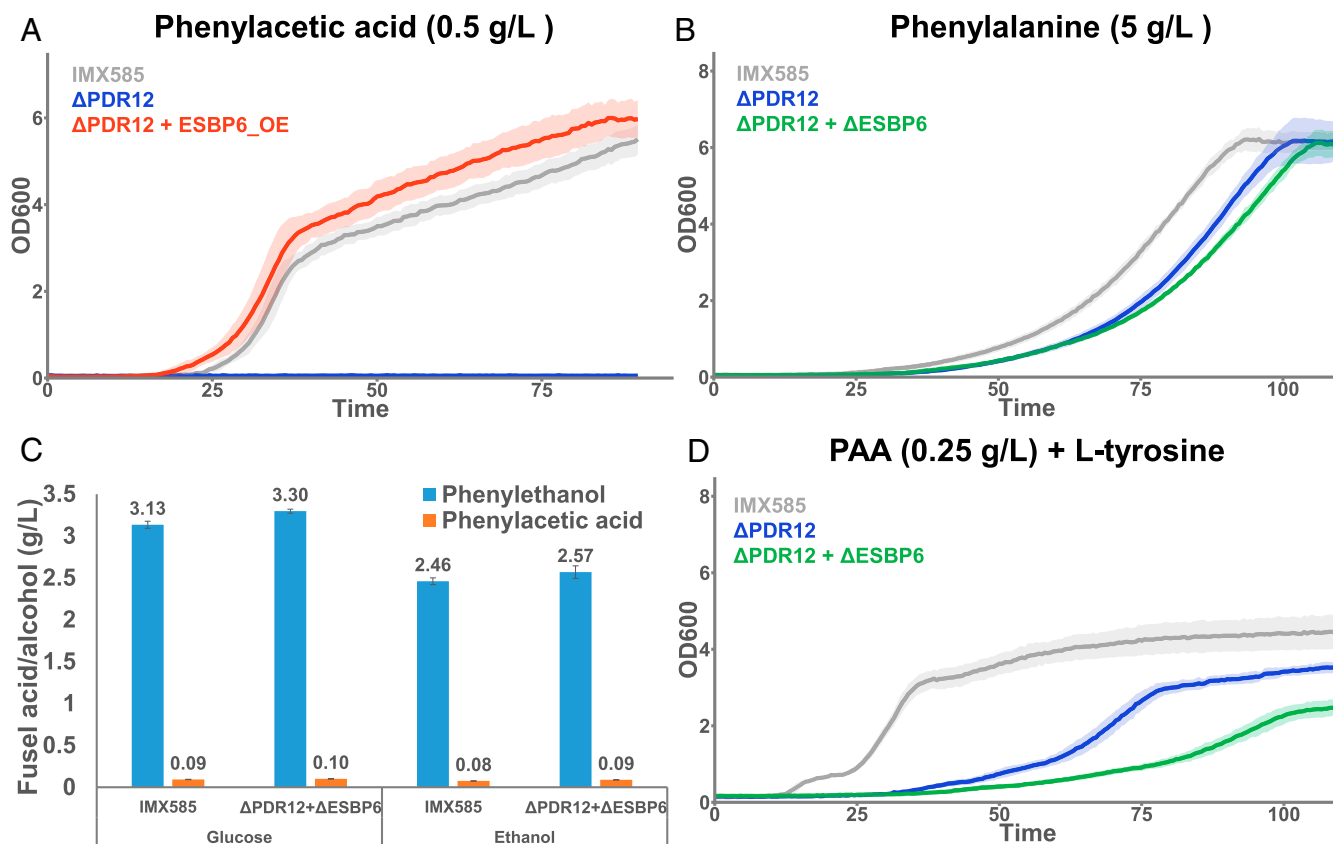 A
Phenylacetic acid (0.5 g/L )
IMX585
ΔPDR12
ΔPDR12 + ESBP6_OE
OD600
6
4
2
0
0 25 50 75
Time
B
Phenylalanine (5 g/L )
IMX585
ΔPDR12
ΔPDR12 + ΔESBP6
OD600
8
6
4
2
0
0 25 50 75 100
Time
C
Fusel acid/alcohol (g/L)
3.5
3
2.5
2
1.5
1
0.5
0
Phenylethanol
Phenylacetic acid
3.13 0.09 3.30 0.10 2.46 0.08 2.57 0.09
IMX585 ΔPDR12+ΔESBP6 IMX585 ΔPDR12+ΔESBP6
Glucose Ethanol
D
PAA (0.25 g/L) + L-tyrosine
IMX585
ΔPDR12
ΔPDR12 + ΔESBP6
OD600
8
6
4
2
0
0 25 50 75 100
Time